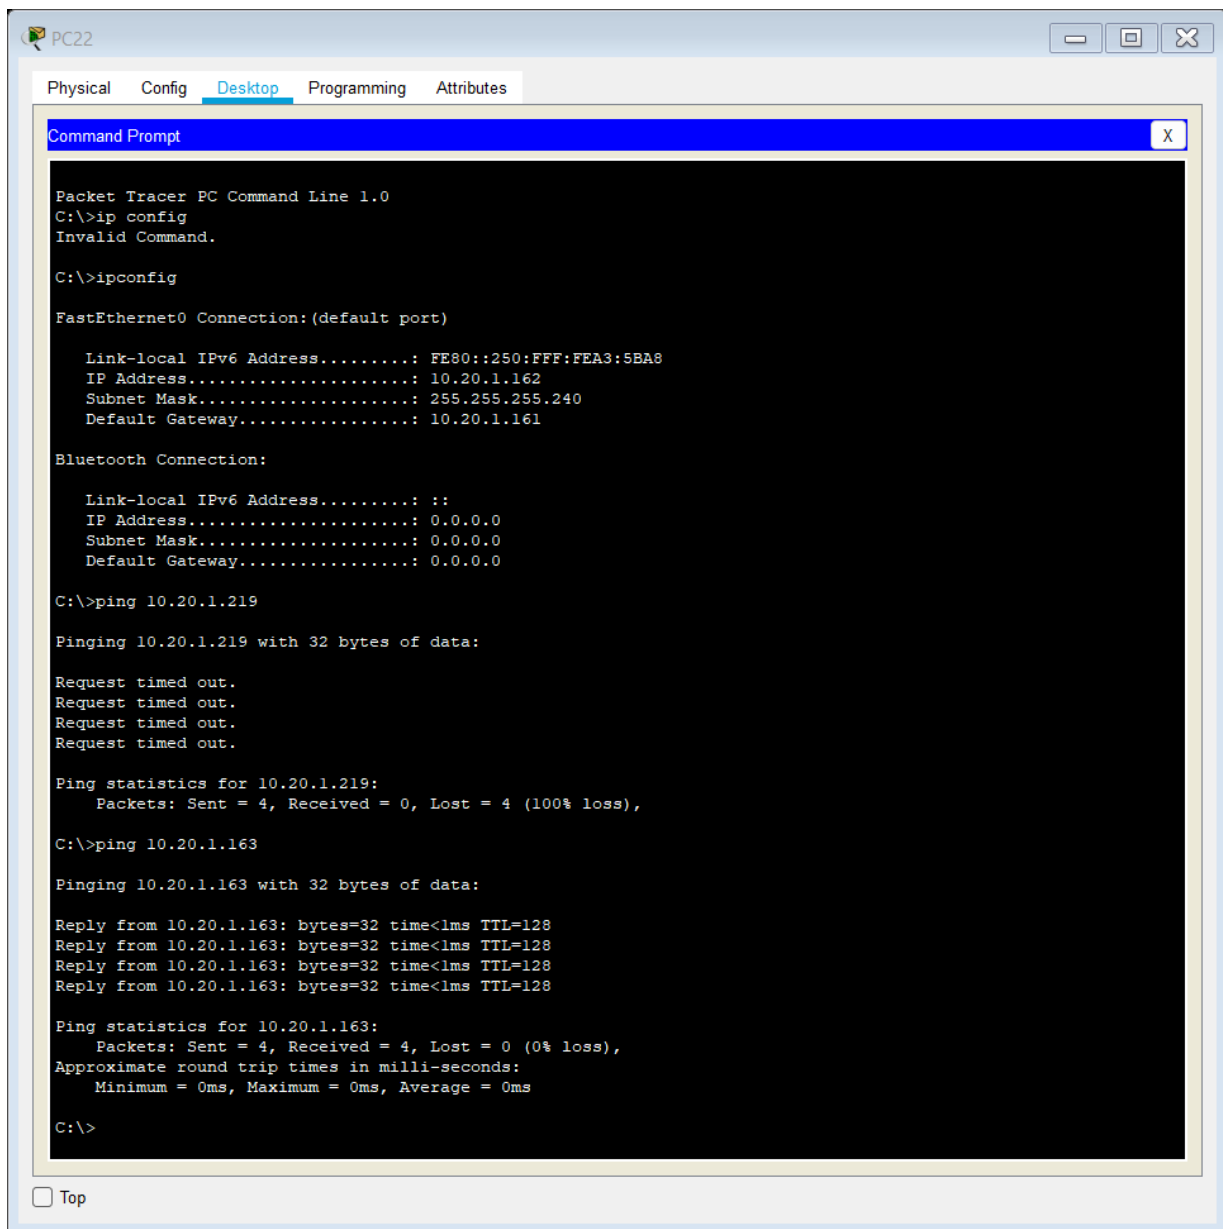 PC22
Physical Config Desktop Programming Attributes
Command Prompt
X
Packet Tracer PC Command Line 1.0
C:\>ip config
Invalid Command.
C:\>ipconfig
FastEthernet0 Connection:(default port)
Link-local IPv6 Address.........: FE80::250:FFF:FEA3:5BA8
IP Address......................: 10.20.1.162
Subnet Mask.....................: 255.255.255.240
Default Gateway.................: 10.20.1.161
Bluetooth Connection:
Link-local IPv6 Address.........: ::
IP Address......................: 0.0.0.0
Subnet Mask.....................: 0.0.0.0
Default Gateway.................: 0.0.0.0
C:\>ping 10.20.1.219
Pinging 10.20.1.219 with 32 bytes of data:
Request timed out.
Request timed out.
Request timed out.
Request timed out.
Ping statistics for 10.20.1.219:
Packets: Sent = 4, Received = 0, Lost = 4 (100% loss),
C:\>ping 10.20.1.163
Pinging 10.20.1.163 with 32 bytes of data:
Reply from 10.20.1.163: bytes=32 time<1ms TTL=128
Reply from 10.20.1.163: bytes=32 time<1ms TTL=128
Reply from 10.20.1.163: bytes=32 time<1ms TTL=128
Reply from 10.20.1.163: bytes=32 time<1ms TTL=128
Ping statistics for 10.20.1.163:
Packets: Sent = 4, Received = 4, Lost = 0 (0% loss),
Approximate round trip times in milli-seconds:
Minimum = 0ms, Maximum = 0ms, Average = 0ms
C:\>
Top